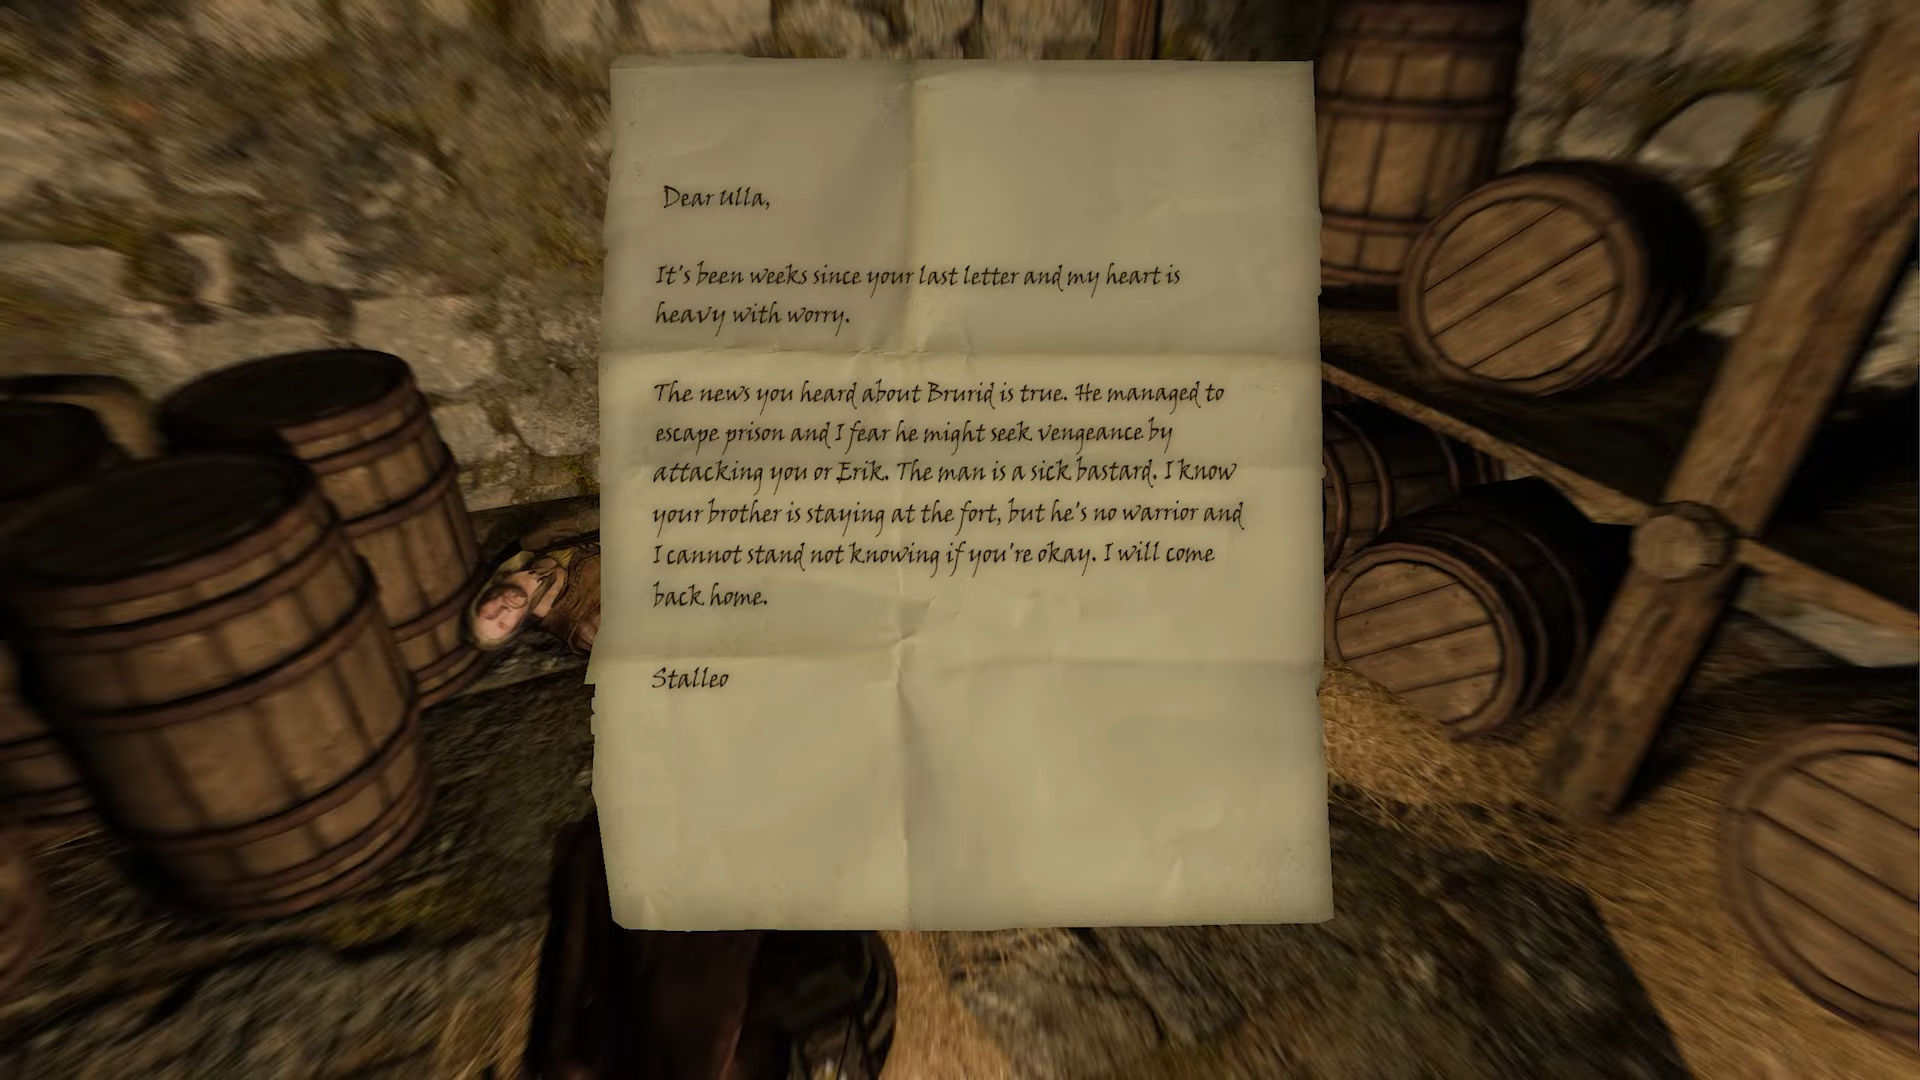 Dear Ulla,
It's been weeks since your last letter and my heart is
heavy with worry.
The news you heard about Brurid is true. He managed to
escape prison and I fear he might seek vengeance by
attacking you or Erik. The man is a sick bastard. I know
your brother is staying at the fort, but he's no warrior and
I cannot stand not knowing if you're okay. I will come
back home.
Stalleo